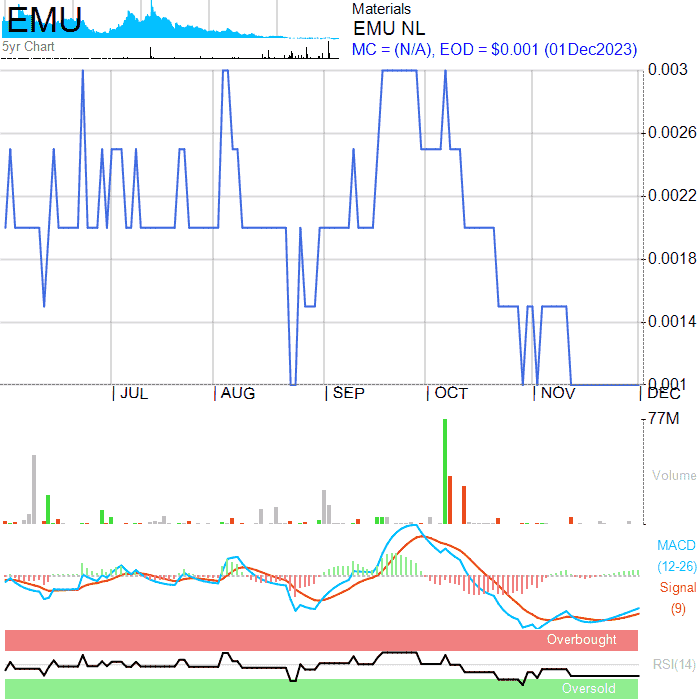 EMU
5yr Chart
Materials
EMU NL
MC = (N/A), EOD = $0.001 (01Dec2023)
0.003
0.0026
0.0022
0.0018
0.0014
0.001
JUL
AUG
SEP
OCT
NOV
DEC
77M
Volume
MACD
(12-26)
Signal
(9)
Overbought
RSI(14)
Oversold